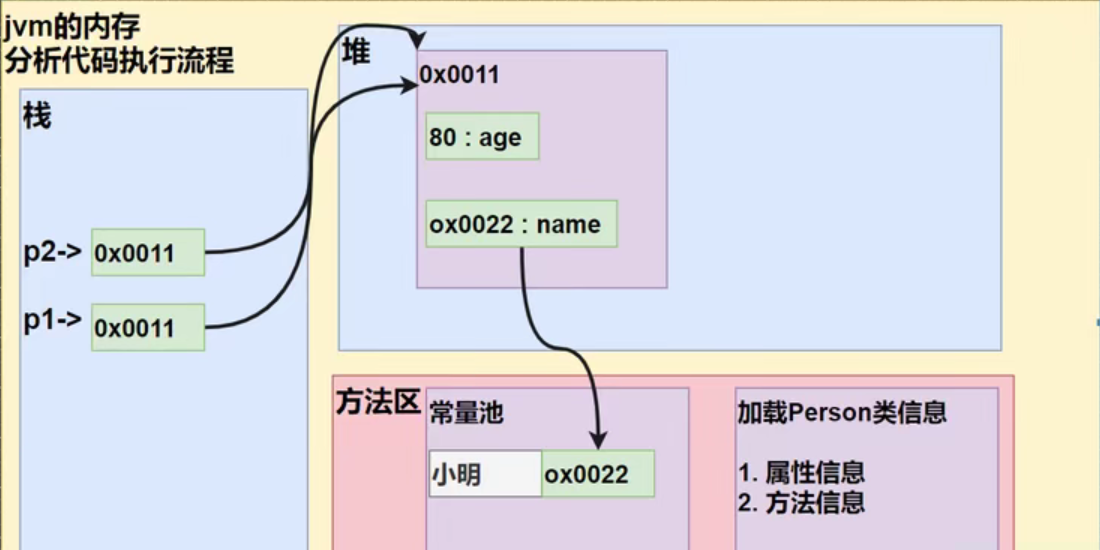 jvm的内存
分析代码执行流程
栈
p2-> 0x0011
p1-> 0x0011
堆
0x0011
80 : age
ox0022 : name
方法区
常量池
小明 ox0022
加载Person类信息
1. 属性信息
2. 方法信息